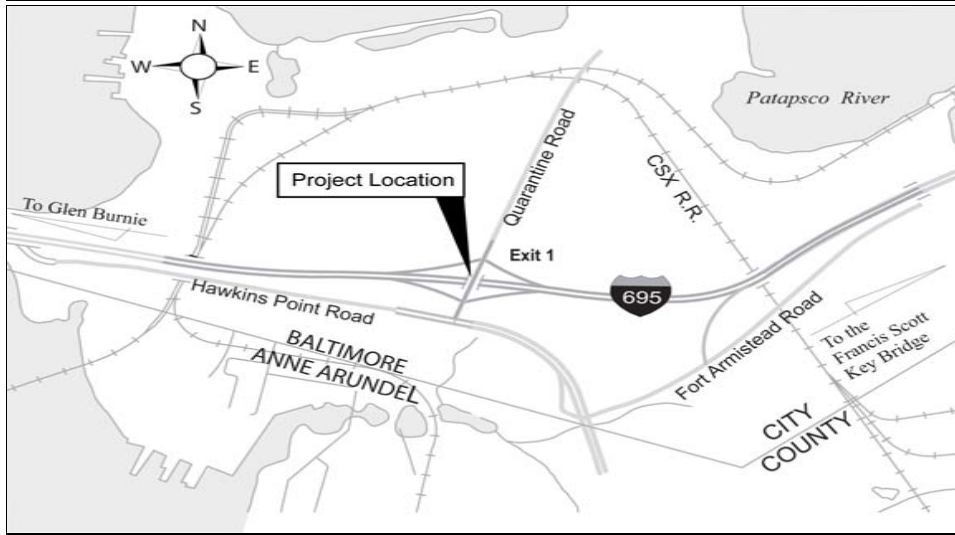 N
W
E
S
Patapsco River
Quarantine Road
CSX R.R.
Project Location
To Glen Burnie
Exit 1
695
Hawkins Point Road
BALTIMORE
ANNE ARUNDEL
Fort Armistead Road
To the
Francis Scott
Key Bridge
CITY
COUNTY